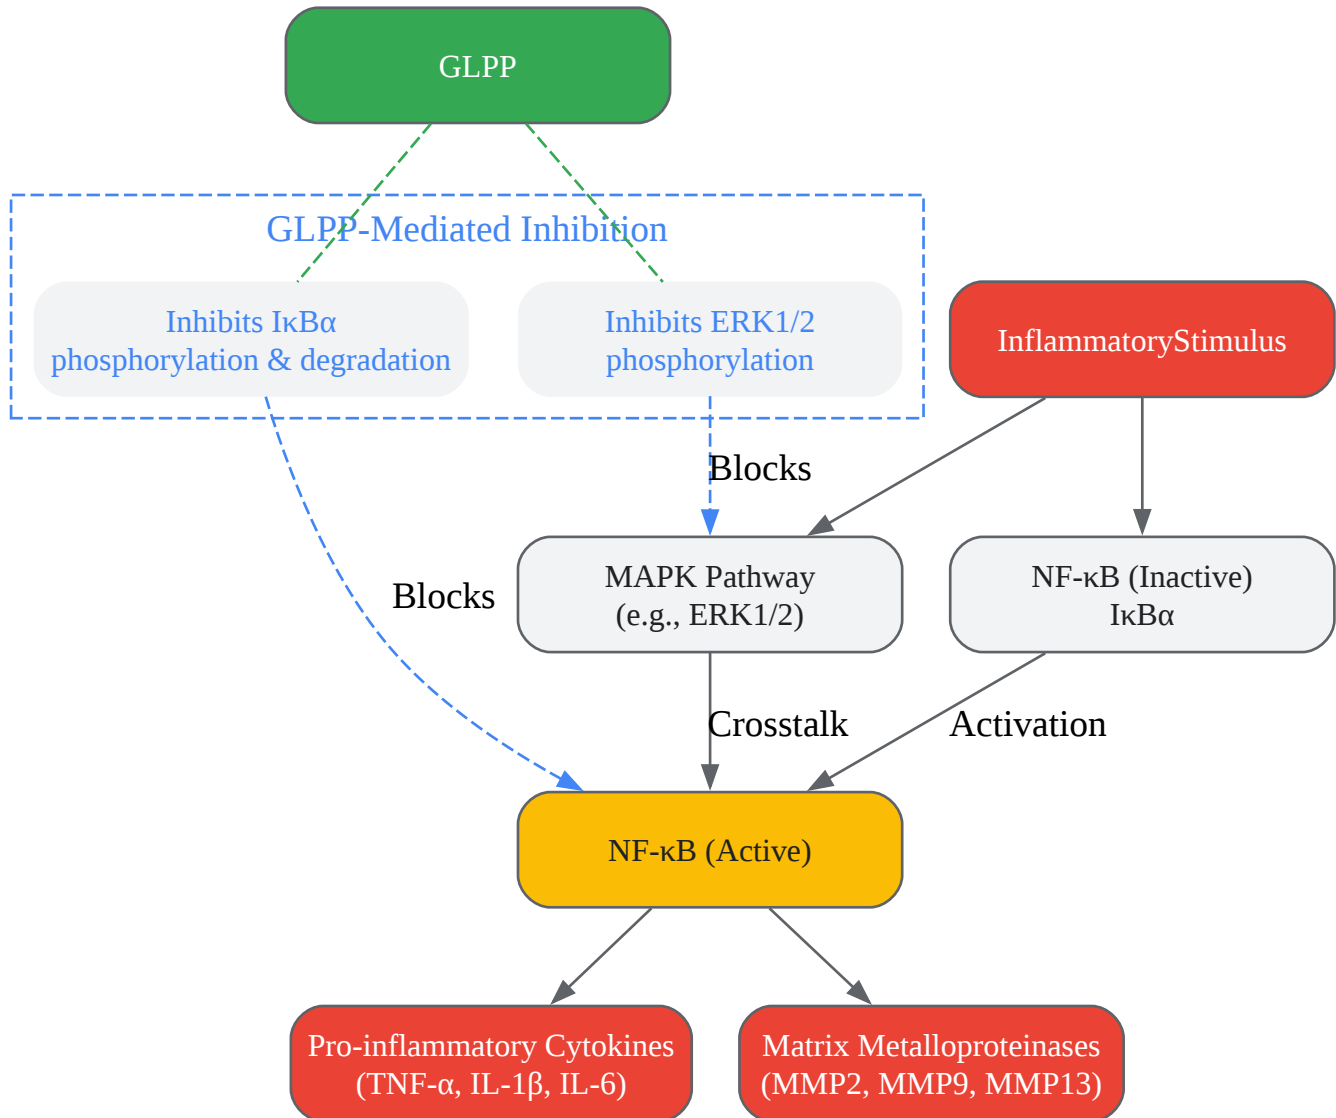 GLPP
GLPP-Mediated Inhibition
Inhibits IκBα
phosphorylation & degradation
Inhibits ERK1/2
phosphorylation
InflammatoryStimulus
Blocks
Blocks
MAPK Pathway
(e.g., ERK1/2)
NF-κB (Inactive)
IκBα
Crosstalk
Activation
NF-κB (Active)
Pro-inflammatory Cytokines
(TNF-α, IL-1β, IL-6)
Matrix Metalloproteinases
(MMP2, MMP9, MMP13)